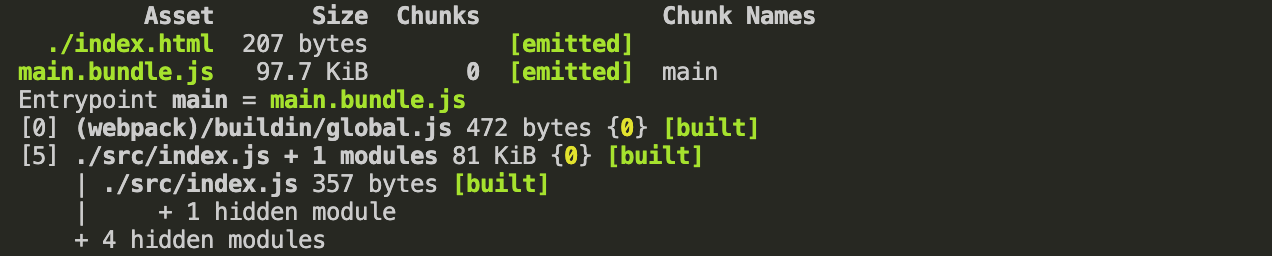 Asset Size Chunks Chunk Names
./index.html 207 bytes [emitted]
main.bundle.js 97.7 KiB 0 [emitted] main
Entrypoint main = main.bundle.js
[0] (webpack)/buildin/global.js 472 bytes {0} [built]
[5] ./src/index.js + 1 modules 81 KiB {0} [built]
| ./src/index.js 357 bytes [built]
| + 1 hidden module
+ 4 hidden modules